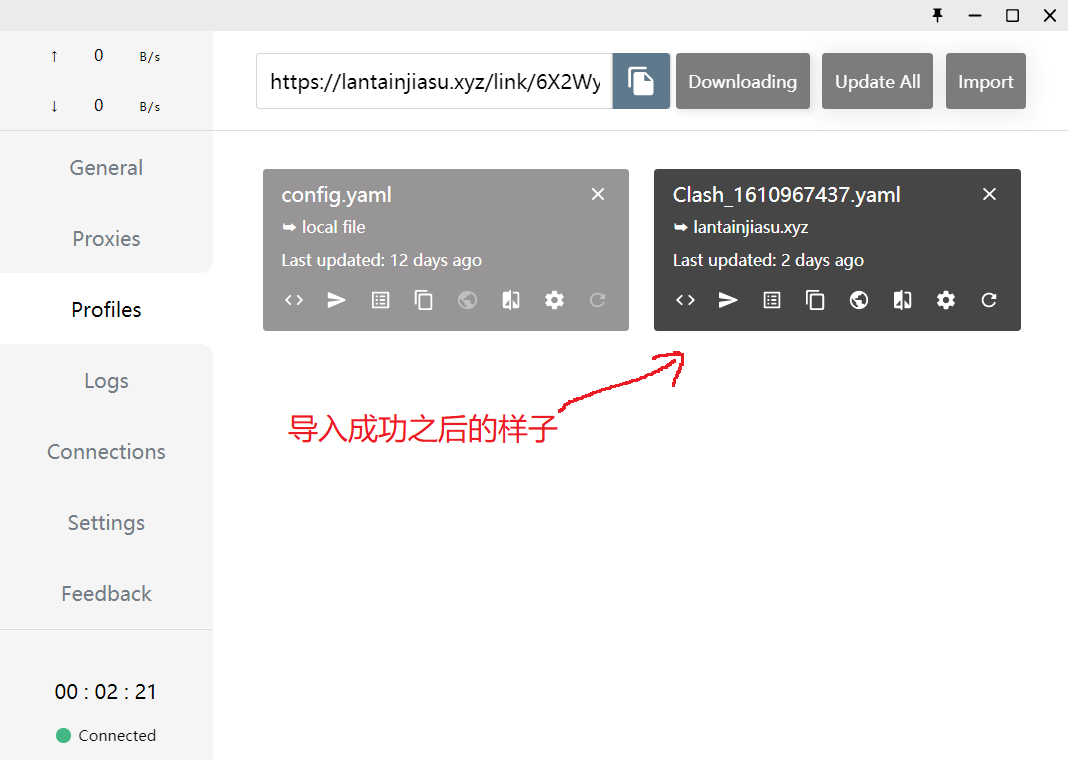 ↑ 0 B/s
↓ 0 B/s
General
Proxies
Profiles
Logs
Connections
Settings
Feedback
00 : 02 : 21
Connected
https://lantainjiasu.xyz/link/6X2Wy
Downloading
Update All
Import
config.yaml
local file
Last updated: 12 days ago
Clash_1610967437.yaml
lantainjiasu.xyz
Last updated: 2 days ago
导入成功之后的样子